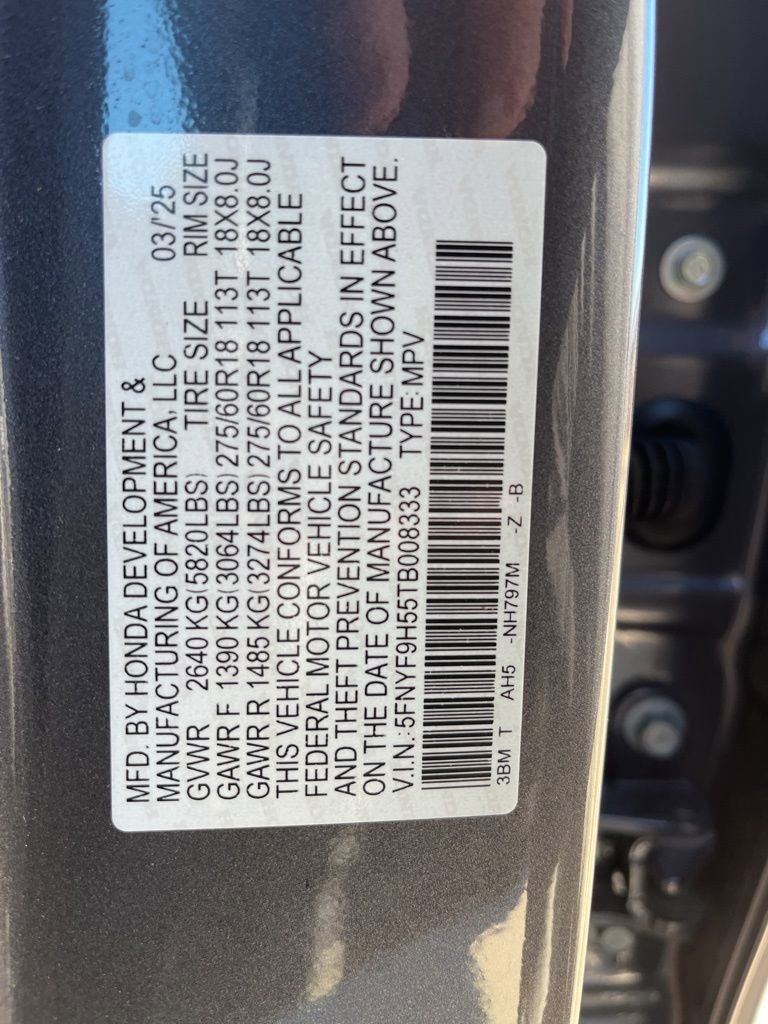 MFD. BY HONDA DEVELOPMENT &
MANUFACTURING OF AMERICA, LLC 03/'25
GVWR 2640 KG(5820LBS) TIRE SIZE RIM SIZE
GAWR F 1390 KG(3064LBS) 275/60R18 113T 18X8.0J
GAWR R 1485 KG(3274LBS) 275/60R18 113T 18X8.0J
THIS VEHICLE CONFORMS TO ALL APPLICABLE
FEDERAL MOTOR VEHICLE SAFETY
AND THEFT PREVENTION STANDARDS IN EFFECT
ON THE DATE OF MANUFACTURE SHOWN ABOVE.
V.I.N.:5FNYF9H55TB008333 TYPE:MPV
3BM T AH5 -NH797M -Z -B